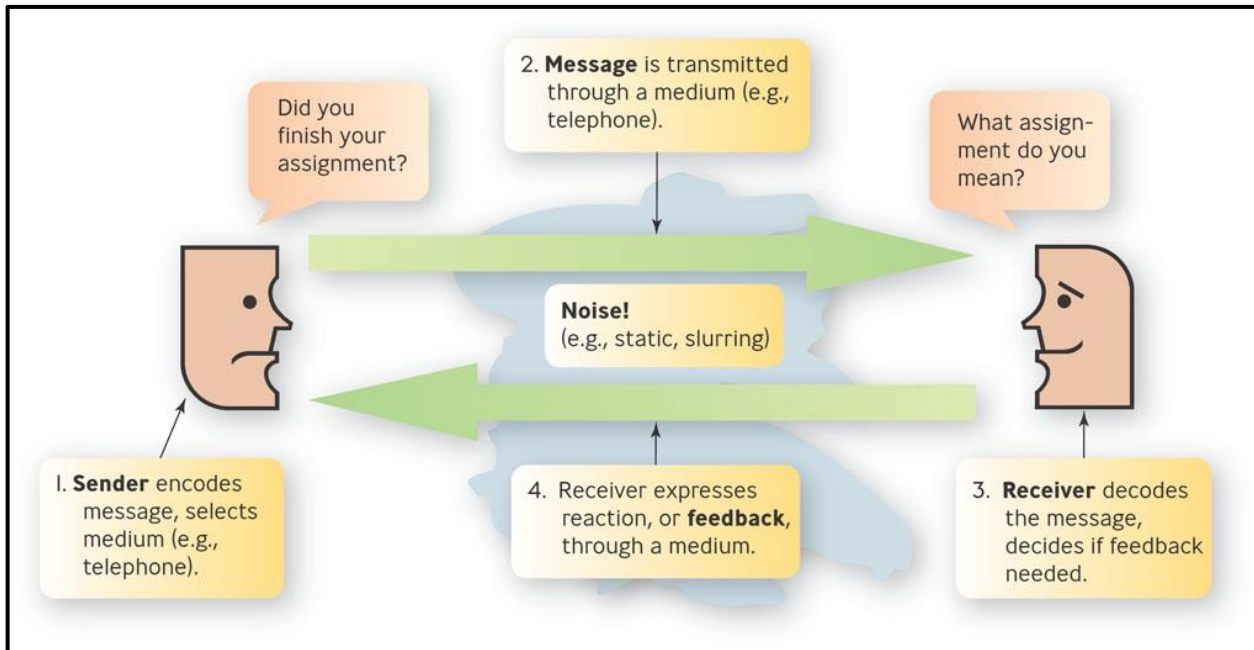 Did you
finish your
assignment?
2. Message is transmitted
through a medium (e.g.,
telephone).
What assign-
ment do you
mean?
Noise!
(e.g., static, slurring)
1. Sender encodes
message, selects
medium (e.g.,
telephone).
4. Receiver expresses
reaction, or feedback,
through a medium.
3. Receiver decodes
the message,
decides if feedback
needed.